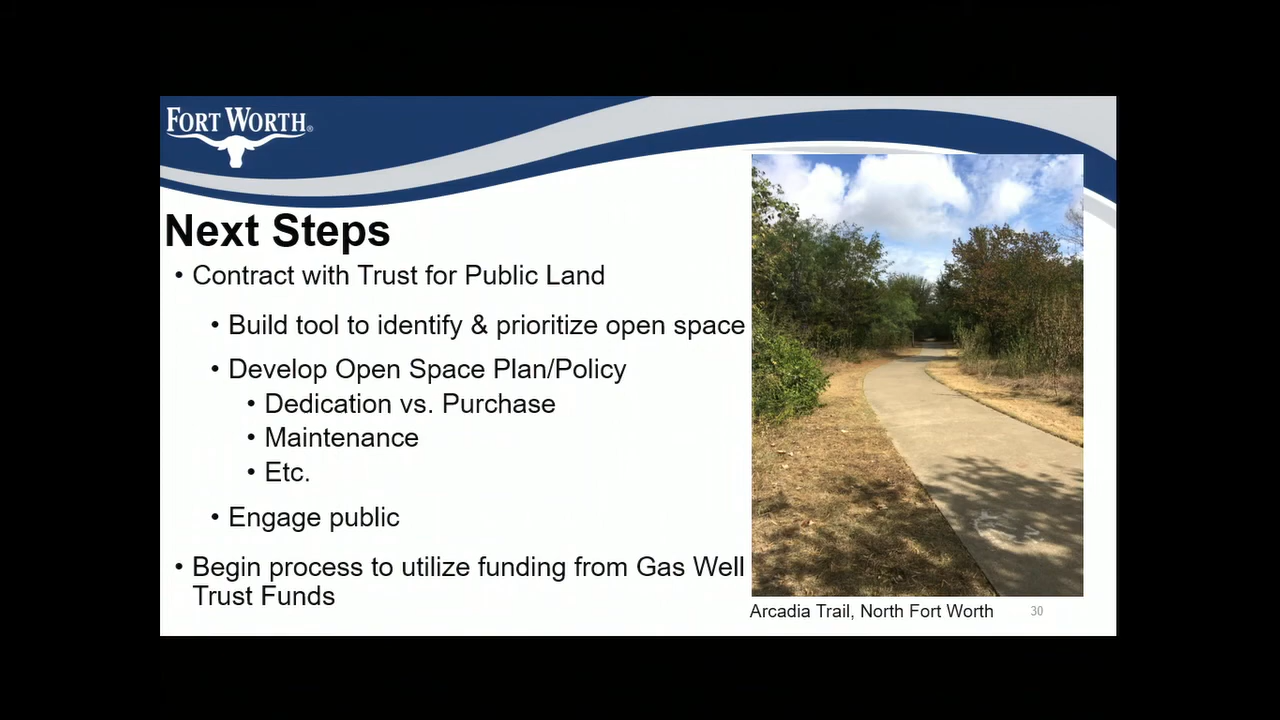 FORT WORTH®
Next Steps
• Contract with Trust for Public Land
• Build tool to identify & prioritize open space
• Develop Open Space Plan/Policy
• Dedication vs. Purchase
• Maintenance
• Etc.
• Engage public
• Begin process to utilize funding from Gas Well
Trust Funds
Arcadia Trail, North Fort Worth
30